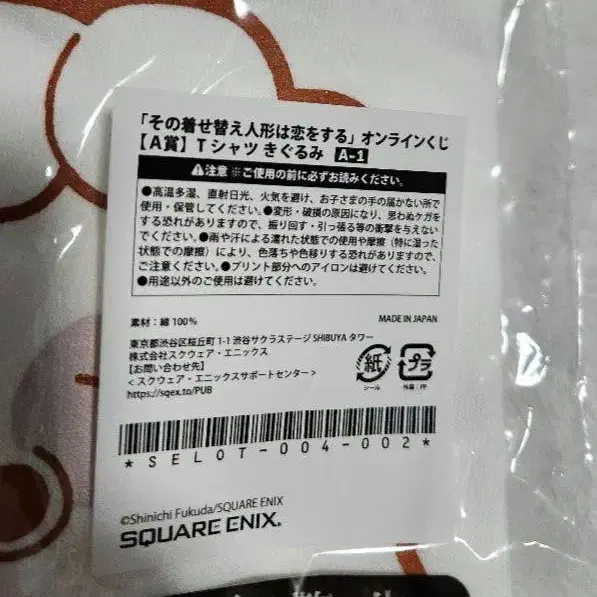 「その着せ替え人形は恋をする」オンラインくじ
【A賞】Tシャツ きぐるみ A-1
⚠注意 ※ご使用の前に必ずお読みください。
●高温多湿、直射日光、火気を避け、お子さまの手の届かない所で
使用・保管してください。●変形・破損の原因になり、思わぬケガを
する恐れがありますので、振り回す・引っ張る等の衝撃を与えない
でください。●雨や汗による濡れた状態での使用や摩擦（特に湿った
状態での摩擦）により、色落ちや色移りする恐れがありますので、
ご注意ください。●プリント部分へのアイロンは避けてください。
●用途以外のご使用は避けてください。
素材：綿 100%
MADE IN JAPAN
東京都渋谷区桜丘町 1-1 渋谷サクラステージ SHIBUYA タワー
株式会社スクウェア・エニックス
【お問い合わせ先】
＜スクウェア・エニックスサポートセンター＞
https://sqex.to/PUB
紙
シール
プラ
外装：PP
* SELOT-004-002 *
©Shinichi Fukuda/SQUARE ENIX
SQUARE ENIX.